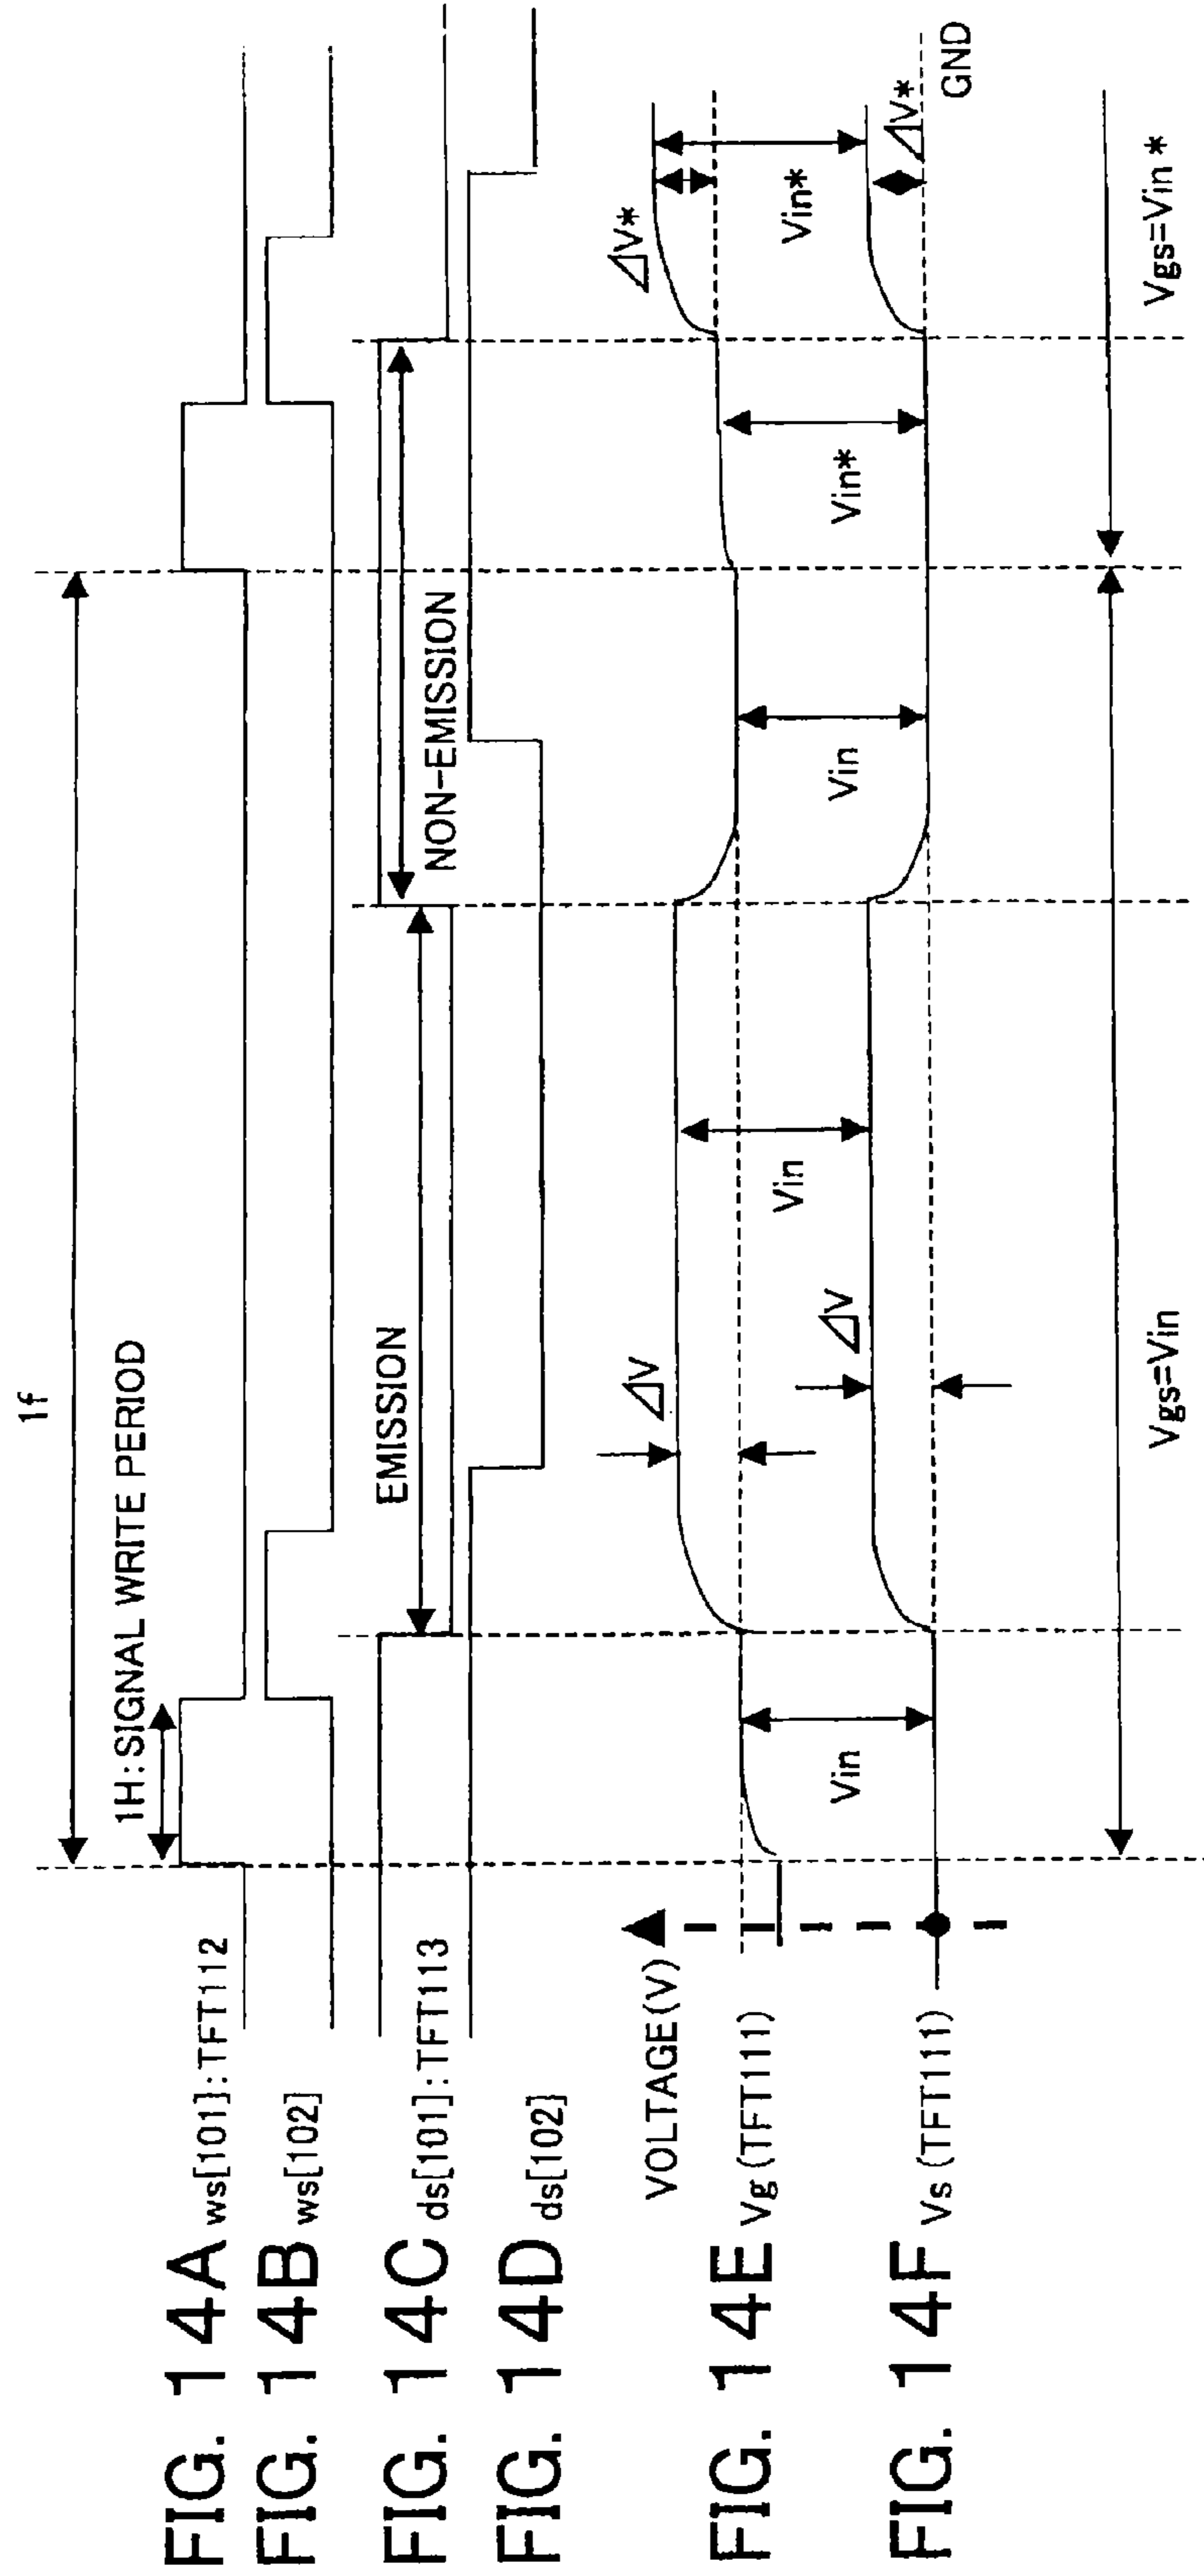 1f
1H:SIGNAL WRITE PERIOD
FIG. 14A ws[101]:TFT112
FIG. 14B ws[102]
EMISSION
NON-EMISSION
FIG. 14C ds[101]:TFT113
FIG. 14D ds[102]
VOLTAGE(V)
ΔV
ΔV*
FIG. 14E Vg (TFT111)
Vin
Vin
Vin
Vin*
Vin*
ΔV
ΔV*
FIG. 14F Vs (TFT111)
GND
Vgs=Vin
Vgs=Vin*